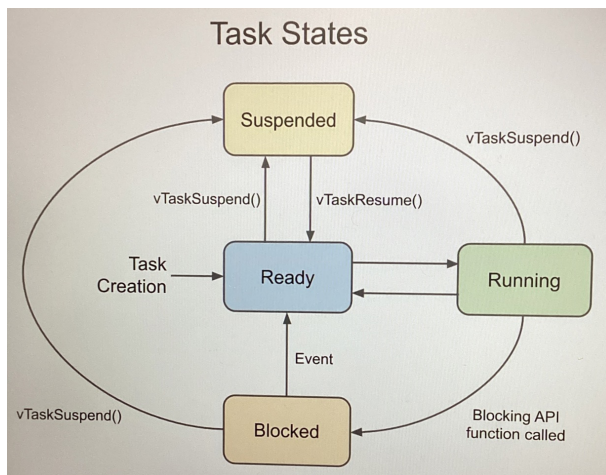 Task States
Suspended
vTaskSuspend()
vTaskSuspend()
vTaskResume()
Task
Creation
Ready
Running
Event
vTaskSuspend()
Blocked
Blocking API
function called